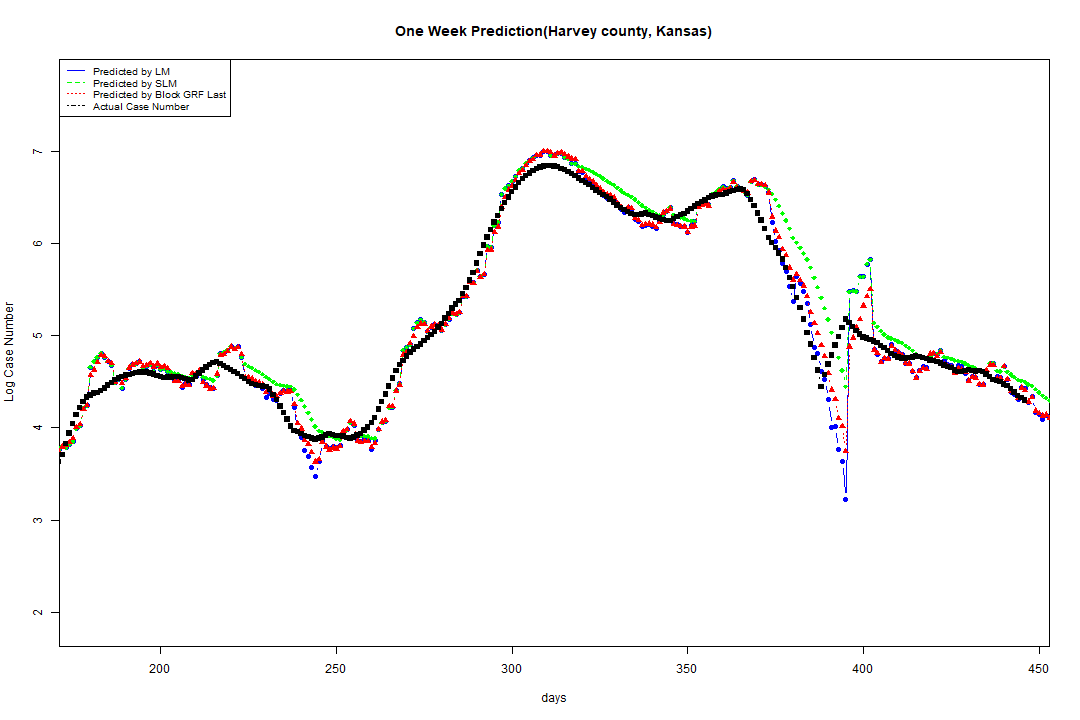 One Week Prediction(Harvey county, Kansas)
Predicted by LM
Predicted by SLM
Predicted by Block GRF Last
Actual Case Number
7
6
5
4
3
2
Log Case Number
200 250 300 350 400 450
days